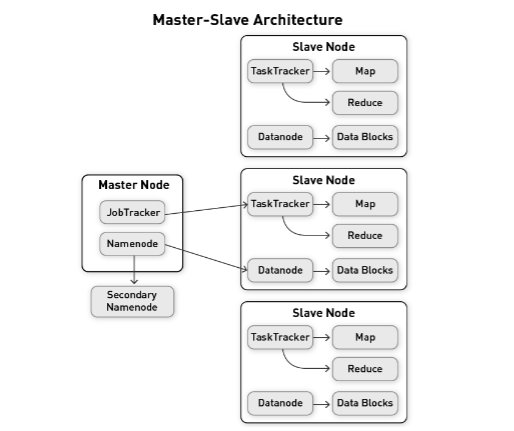 Master-Slave Architecture
Slave Node
TaskTracker
Map
Reduce
Datanode
Data Blocks
Master Node
JobTracker
Namenode
Secondary
Namenode
Slave Node
TaskTracker
Map
Reduce
Datanode
Data Blocks
Slave Node
TaskTracker
Map
Reduce
Datanode
Data Blocks